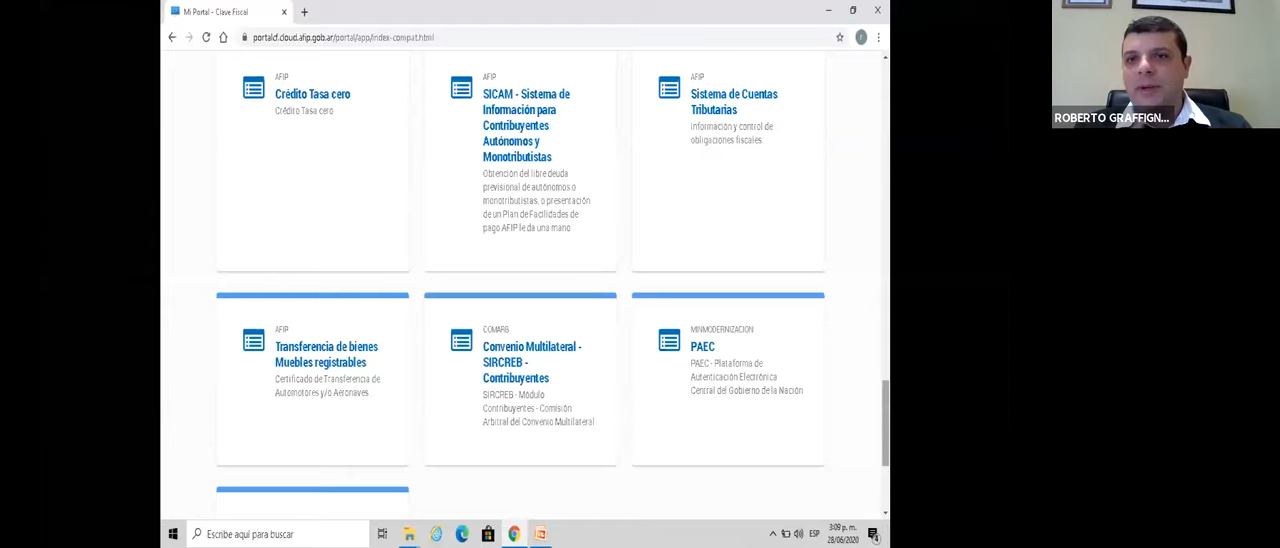 Mi Portal - Clave Fiscal
portalcf.cloud.afip.gob.ar/portal/app/index-compat.html
AFIP
Crédito Tasa cero
Crédito Tasa cero
AFIP
SICAM - Sistema de
Información para
Contribuyentes
Autónomos y
Monotributistas
Obtención del libre deuda
previsional de autónomos o
monotributistas, o presentación
de un Plan de Facilidades de
pago AFIP le da una mano
AFIP
Sistema de Cuentas
Tributarias
Información y control de
obligaciones fiscales.
AFIP
Transferencia de bienes
Muebles registrables
Certificado de Transferencia de
Automotores y/o Aeronaves
COMARB
Convenio Multilateral -
SIRCREB -
Contribuyentes
SIRCREB - Módulo
Contribuyentes - Comisión
Arbitral del Convenio Multilateral
MINMODERNIZACION
PAEC
PAEC - Plataforma de
Autenticación Electrónica
Central del Gobierno de la Nación
ROBERTO GRAFFIGN...
Escribe aquí para buscar
ESP
3:09 p. m.
28/06/2020